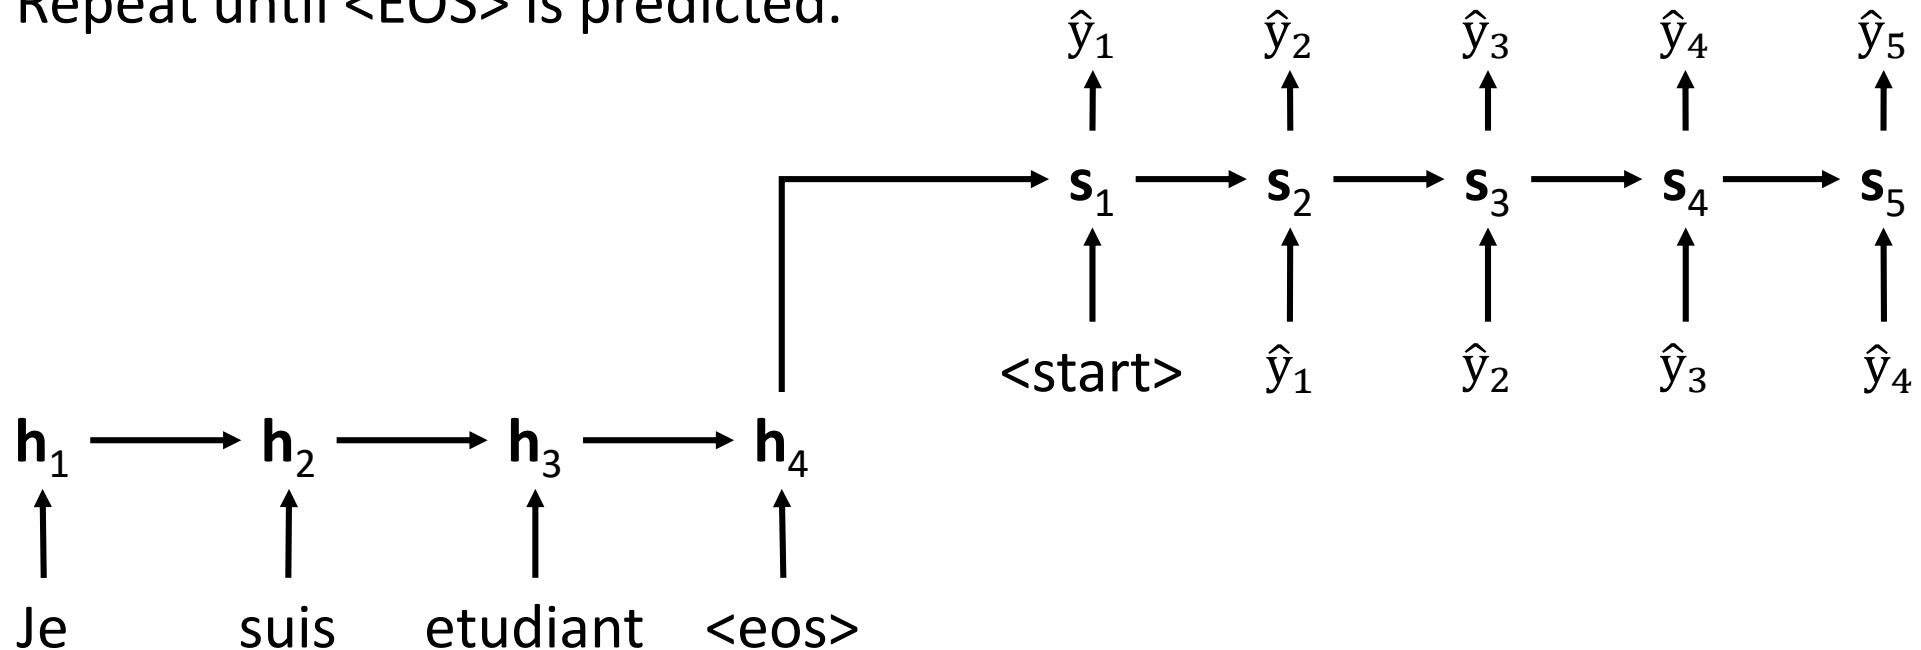 Repeat until <EOS> is predicted.
ŷ₁ ŷ₂ ŷ₃ ŷ₄ ŷ₅
s₁ s₂ s₃ s₄ s₅
<start> ŷ₁ ŷ₂ ŷ₃ ŷ₄
h₁ h₂ h₃ h₄
Je suis etudiant <eos>